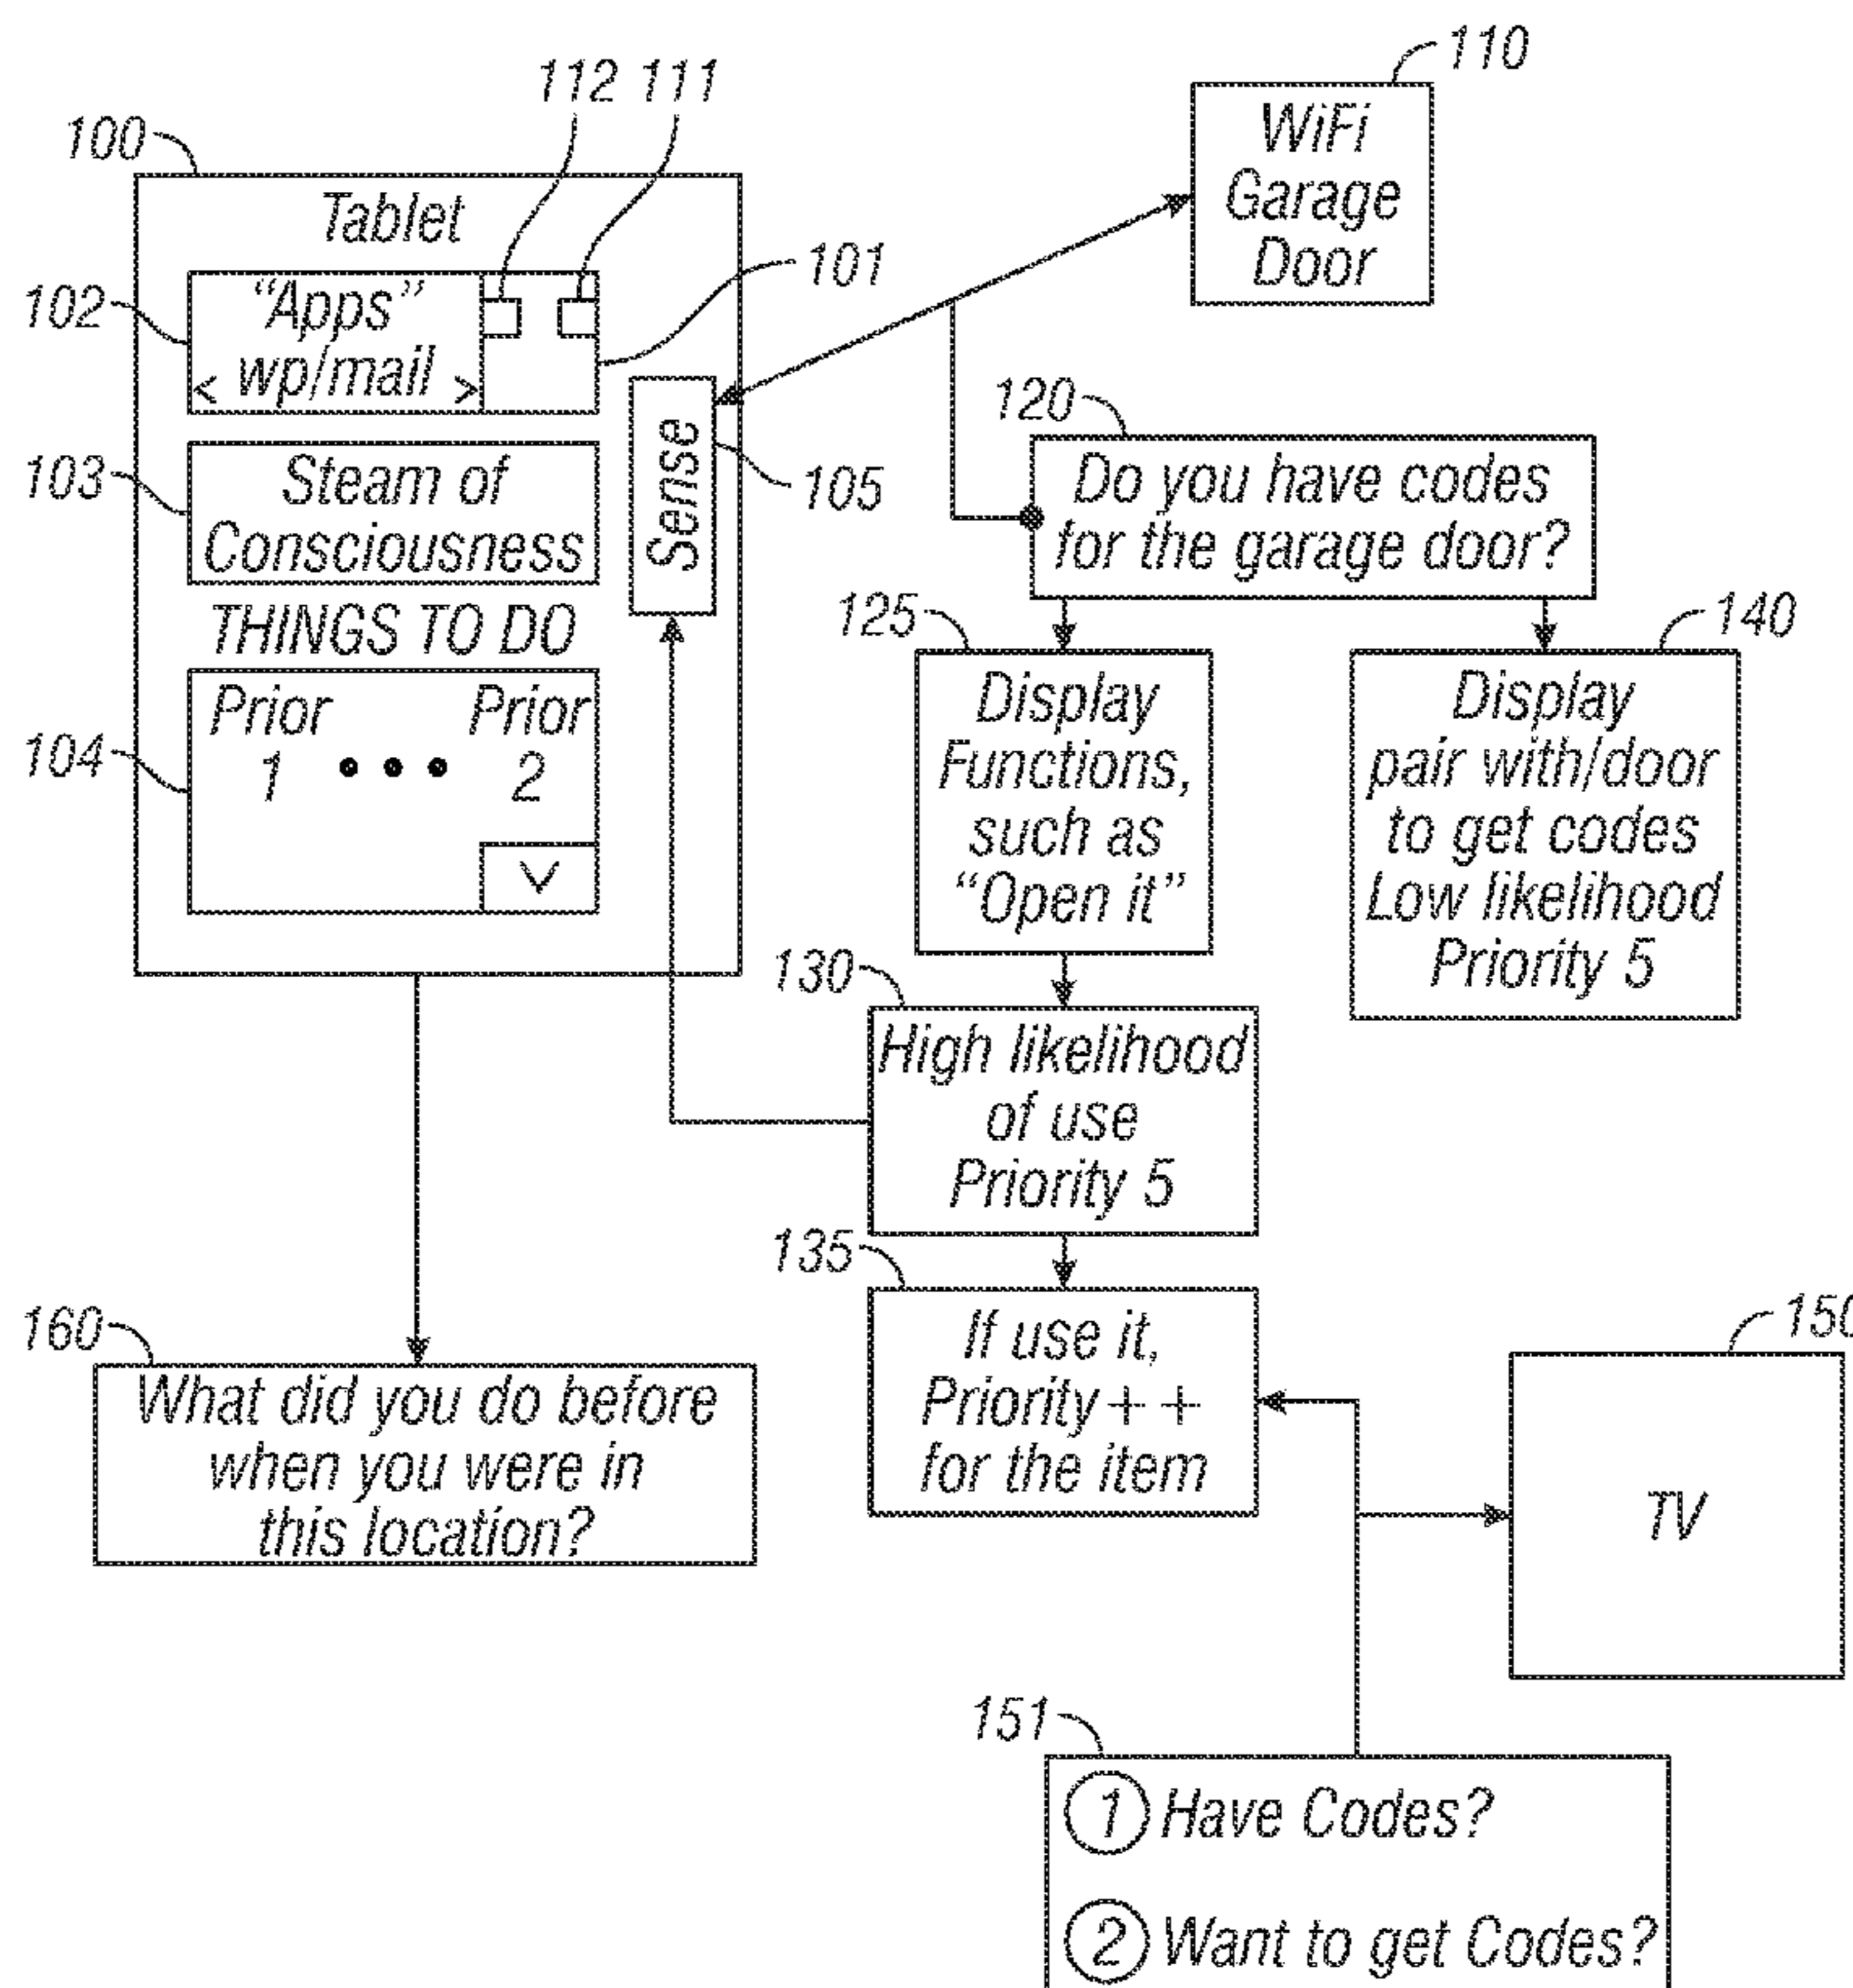 112 111
110
100
WiFi
Garage
Door
Tablet
101
102
"Apps"
< wp/mail >
Sense
105
120
Do you have codes
for the garage door?
103
Steam of
Consciousness
THINGS TO DO
104
Prior Prior
1 • • • 2
V
125
Display
Functions,
such as
"Open it"
140
Display
pair with/door
to get codes
Low likelihood
Priority 5
130
High likelihood
of use
Priority 5
135
If use it,
Priority + +
for the item
160
What did you do before
when you were in
this location?
150
TV
151
1 Have Codes?
2 Want to get Codes?